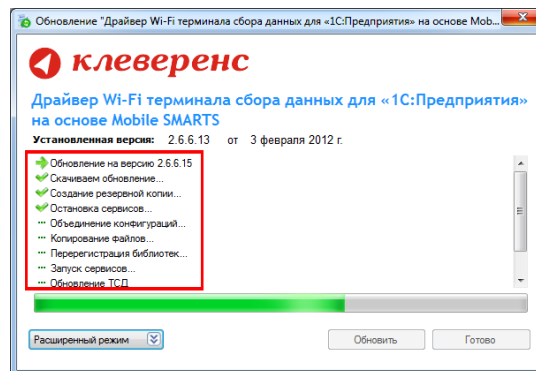 Обновление "Драйвер Wi-Fi терминала сбора данных для «1С:Предприятия» на основе Mob...
клеверенс
Драйвер Wi-Fi терминала сбора данных для «1С:Предприятия»
на основе Mobile SMARTS
Установленная версия: 2.6.6.13 от 3 февраля 2012 г.
Обновление на версию 2.6.6.15
Скачиваем обновление...
Создание резервной копии...
Остановка сервисов...
Объединение конфигураций...
Копирование файлов...
Перерегистрация библиотек...
Запуск сервисов...
Обновление ТСД
Расширенный режим
Обновить
Готово